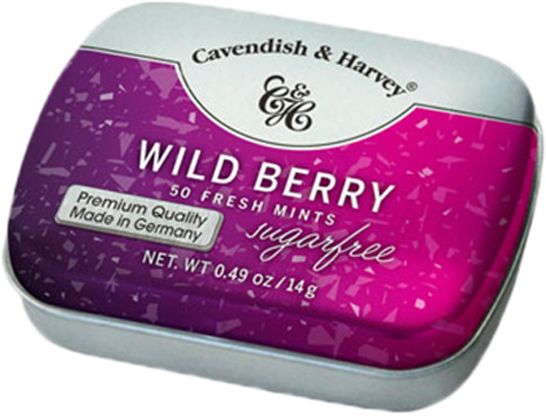 Cavendish & Harvey®
C&H
WILD BERRY
50 FRESH MINTS
sugarfree
Premium Quality
Made in Germany
NET. WT 0.49 oz/14g